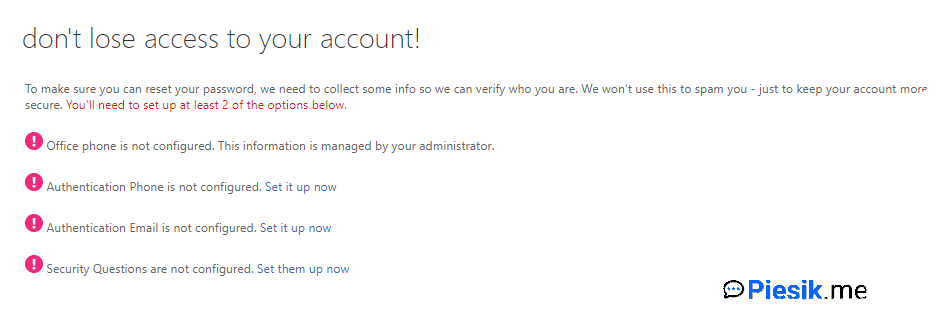 don't lose access to your account!
To make sure you can reset your password, we need to collect some info so we can verify who you are. We won't use this to spam you - just to keep your account more
secure. You'll need to set up at least 2 of the options below.
! Office phone is not configured. This information is managed by your administrator.
! Authentication Phone is not configured. Set it up now
! Authentication Email is not configured. Set it up now
! Security Questions are not configured. Set them up now
Piesik.me